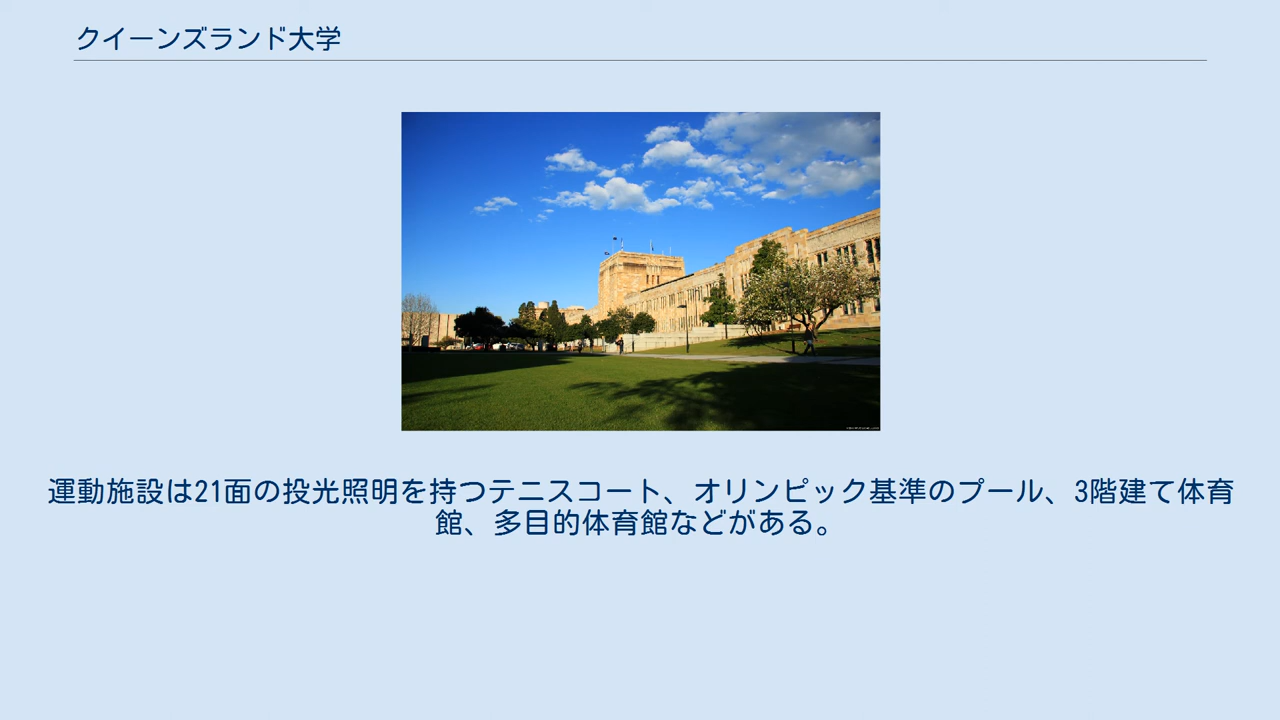 クイーンズランド大学
運動施設は21面の投光照明を持つテニスコート、オリンピック基準のプール、3階建て体育
館、多目的体育館などがある。